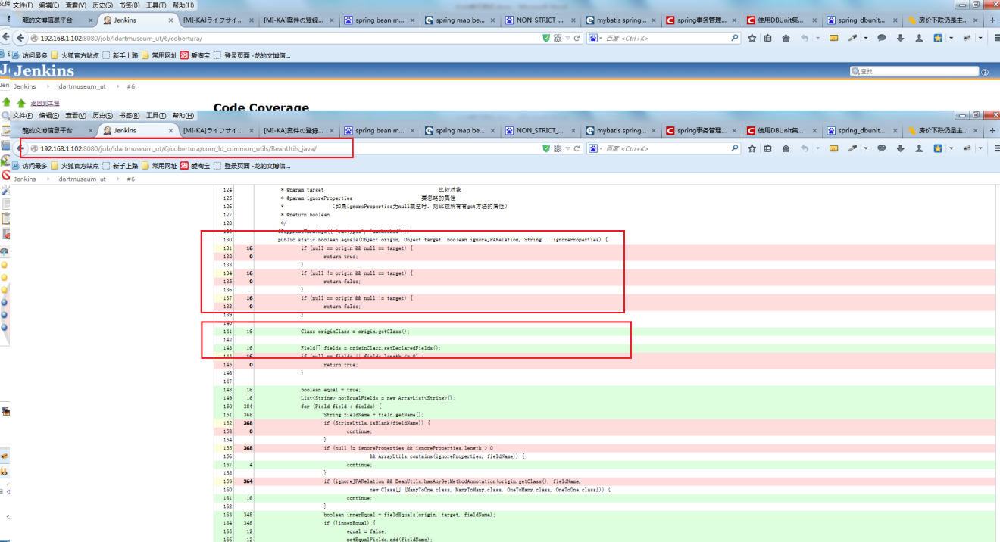 文件 文件(F) 编辑(E) 查看(V) 历史(S) 书签(B) 工具(T) 帮助(H)
龍的文博信息平台 × Jenkins × [MI-KA]ライフサイ... × [MI-KA]案件の登録... × spring bean m... × spring map be... × NON_STRICT_... × mybatis spring... × spring事务管理... × 使用DBUnit集... × spring_dbunit... × 房价下跌仍是主... × +
192.168.1.102:8080/job/ldartmuseum_ut/6/cobertura/ 百度 <Ctrl+K>
访问最多 火狐官方站点 新手上路 常用网址 爱淘宝 登录页面 -龙的文博信...
Jenkins 查找
Jen Jenkins ldartmuseum_ut #6
返回到工程
Code Coverage
文件(F) 编辑(E) 查看(V) 历史(S) 书签(B) 工具(T) 帮助(H)
龍的文博信息平台 × Jenkins × [MI-KA]ライフサイ... × [MI-KA]案件の登録... × spring bean m... × spring map be... × NON_STRICT_... × mybatis spring... × spring事务管理... × 使用DBUnit集... × spring_dbunit... × 房价下跌仍是主... × +
192.168.1.102:8080/job/ldartmuseum_ut/6/cobertura/com_ld_common_utils/BeanUtils_java/ 百度 <Ctrl+K>
访问最多 火狐官方站点 新手上路 常用网址 爱淘宝 登录页面 -龙的文博信...
Jenkins ldartmuseum_ut #6
124 * @param target 比较对象
125 * @param ignoreProperties 要忽略的属性
126 * (如果ignoreProperties为null或空时, 则比较所有有get方法的属性)
127 * @return boolean
128 */
129 @SuppressWarnings({ "rawtypes", "unchecked" })
130 public static boolean equals(Object origin, Object target, boolean ignoreJPARelation, String... ignoreProperties) {
131 16 if (null == origin && null == target) {
132 0 return true;
133 }
134 16 if (null != origin && null == target) {
135 0 return false;
136 }
137 16 if (null == origin && null != target) {
138 0 return false;
139 }
140
141 16 Class originClazz = origin.getClass();
142
143 16 Field[] fields = originClazz.getDeclaredFields();
144 16 if (null == fields || fields.length <= 0) {
145 0 return true;
146 }
147
148 16 boolean equal = true;
149 16 List<String> notEqualFields = new ArrayList<String>();
150 384 for (Field field : fields) {
151 368 String fieldName = field.getName();
152 368 if (StringUtils.isBlank(fieldName)) {
153 0 continue;
154 }
155 368 if (null != ignoreProperties && ignoreProperties.length > 0
156 && ArrayUtils.contains(ignoreProperties, fieldName)) {
157 4 continue;
158 }
159 364 if (ignoreJPARelation && BeanUtils.hasAnyGetMethodAnnotation(origin.getClass(), fieldName,
160 new Class[] {ManyToOne.class, ManyToMany.class, OneToMany.class, OneToOne.class})) {
161 16 continue;
162 }
163 348 boolean innerEqual = fieldEquals(origin, target, fieldName);
164 348 if (!innerEqual) {
165 12 equal = false;
166 12 notEqualFields.add(fieldName);